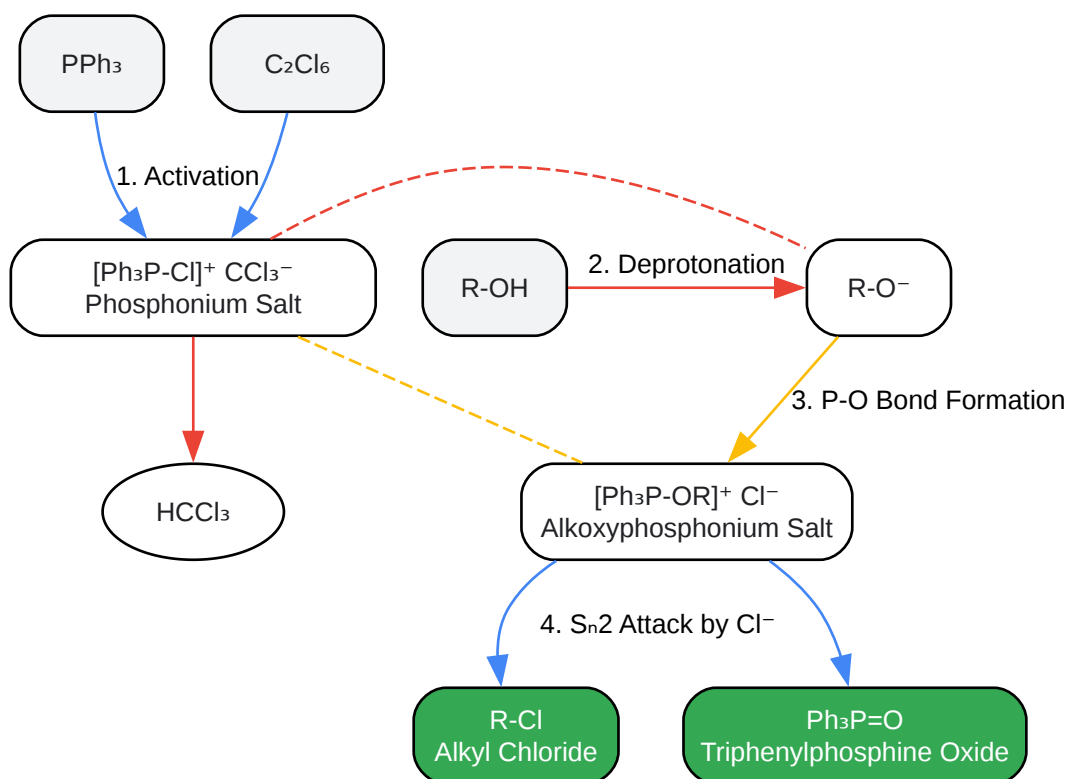 PPh₃
C₂Cl₆
1. Activation
[Ph₃P-Cl]⁺ CCl₃⁻
Phosphonium Salt
R-OH
2. Deprotonation
R-O⁻
3. P-O Bond Formation
HCCl₃
[Ph₃P-OR]⁺ Cl⁻
Alkoxyphosphonium Salt
4. Sₙ2 Attack by Cl⁻
R-Cl
Alkyl Chloride
Ph₃P=O
Triphenylphosphine Oxide